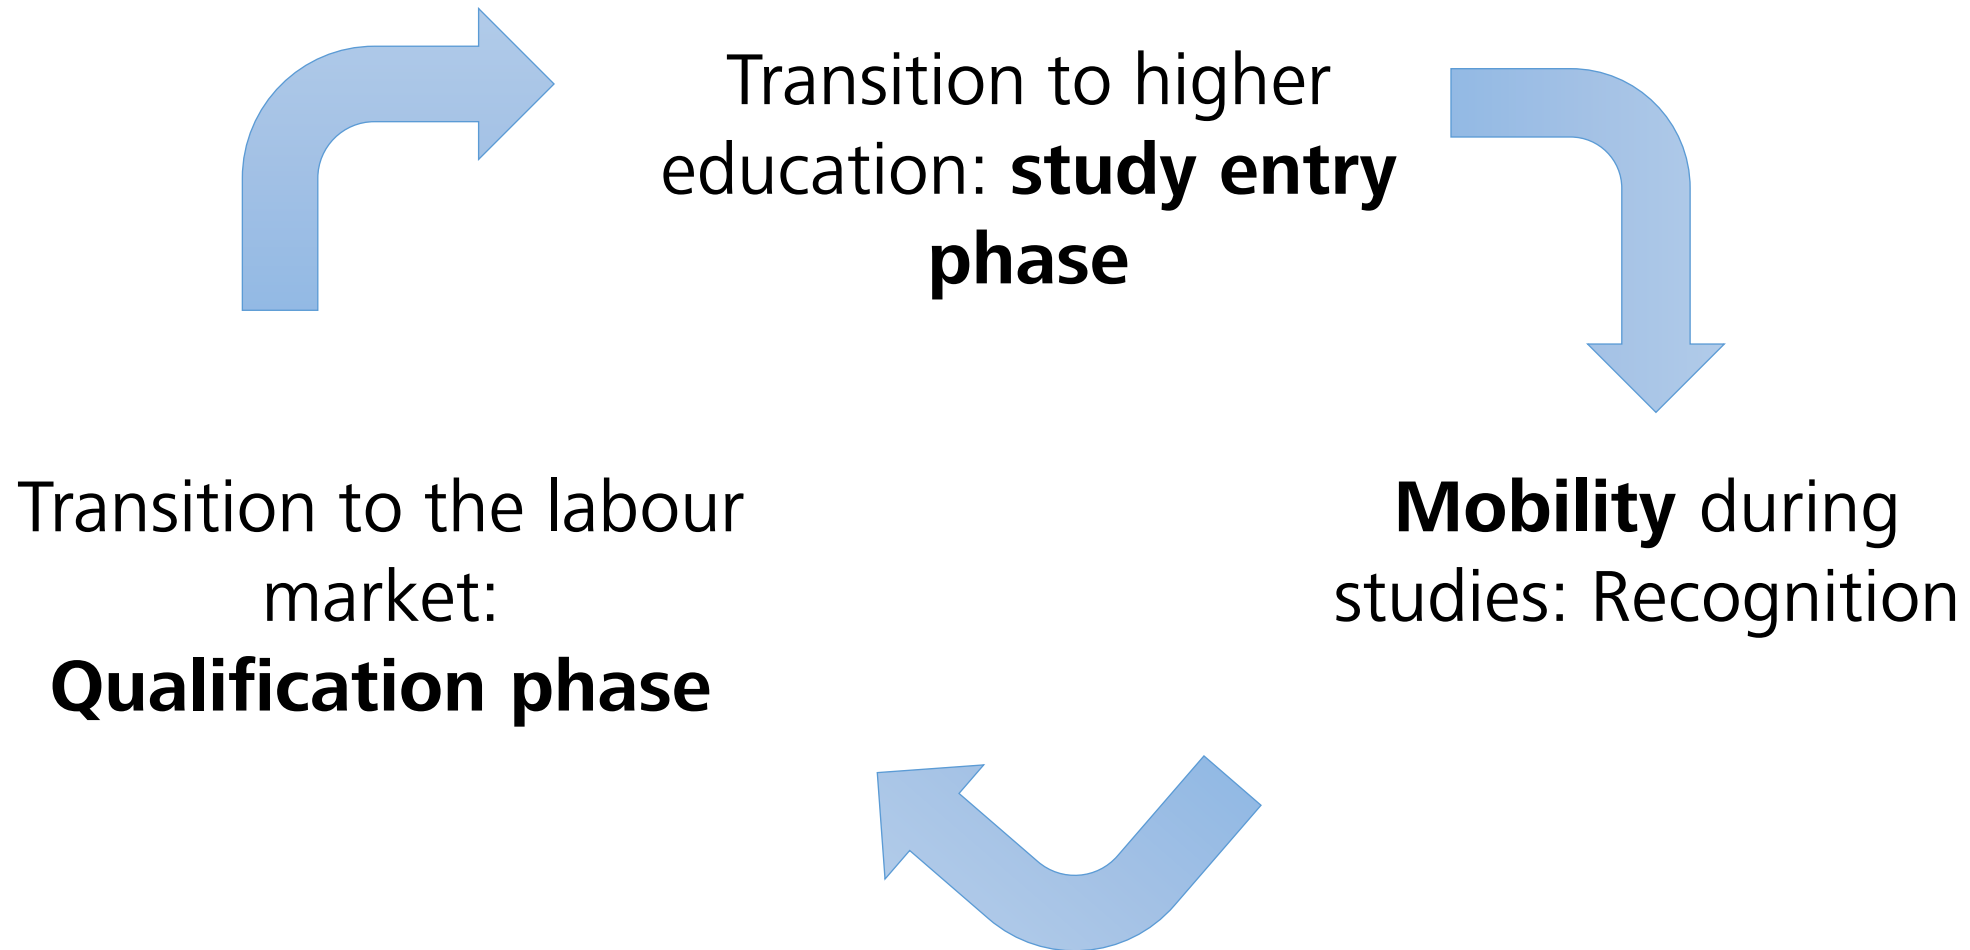 Transition to higher
education: study entry
phase
Mobility during
studies: Recognition
Transition to the labour
market:
Qualification phase